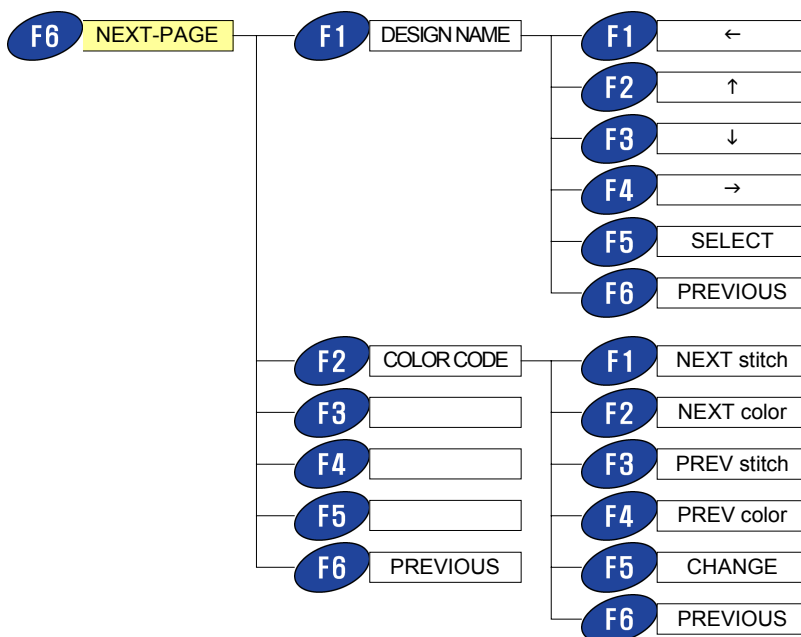 F6 NEXT-PAGE
F1 DESIGN NAME
F1 ←
F2 ↑
F3 ↓
F4 →
F5 SELECT
F6 PREVIOUS
F2 COLOR CODE
F1 NEXT stitch
F3
F2 NEXT color
F4
F3 PREV stitch
F5
F4 PREV color
F6 PREVIOUS
F5 CHANGE
F6 PREVIOUS